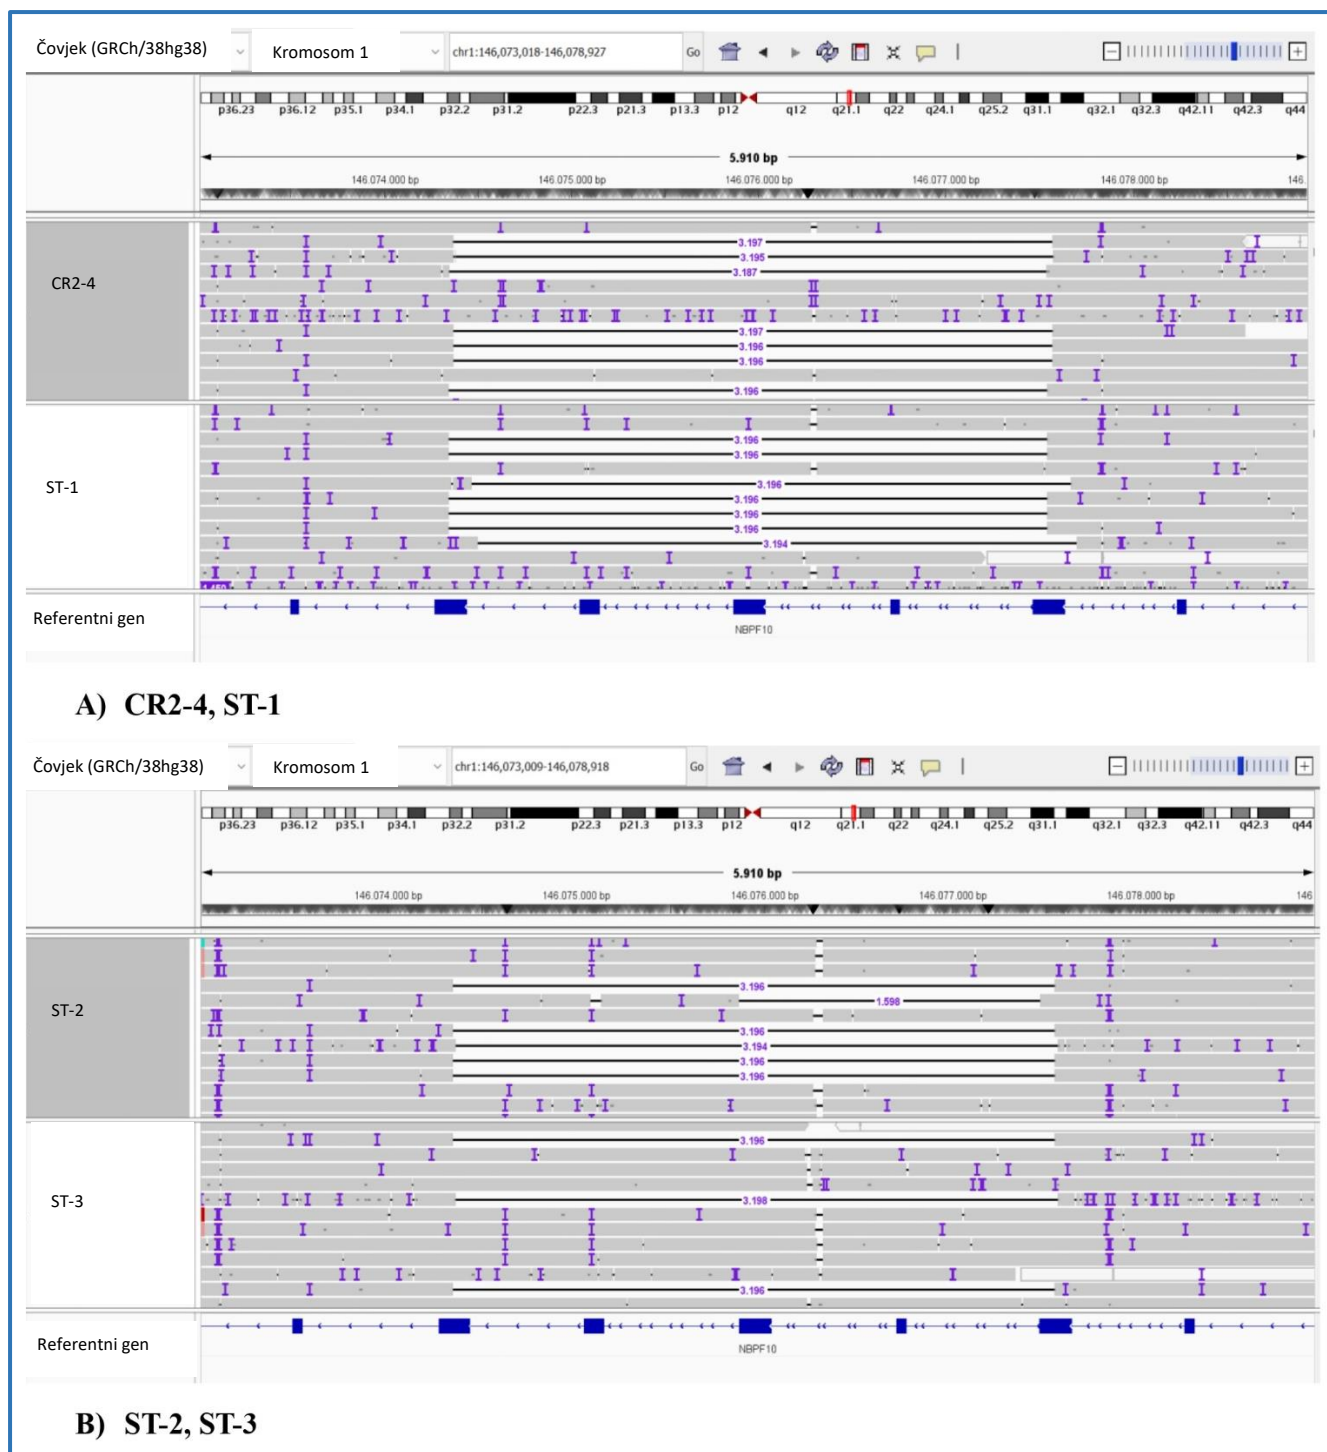 Čovjek (GRCh/38hg38) Kromosom 1 chr1:146,073,018-146,078,927 Go
p36.23 p36.12 p35.1 p34.1 p32.2 p31.2 p22.3 p21.3 p13.3 p12 q12 q21.1 q22 q24.1 q25.2 q31.1 q32.1 q32.3 q42.11 q42.3 q44
5.910 bp
146.074.000 bp 146.075.000 bp 146.076.000 bp 146.077.000 bp 146.078.000 bp 146.
3.197
3.195
CR2-4
3.187
3.197
3.196
3.196
3.196
3.196
3.196
ST-1
3.196
3.196
3.196
3.196
3.194
Referentni gen
NBPF10
A) CR2-4, ST-1
Čovjek (GRCh/38hg38) Kromosom 1 chr1:146,073,009-146,078,918 Go
p36.23 p36.12 p35.1 p34.1 p32.2 p31.2 p22.3 p21.3 p13.3 p12 q12 q21.1 q22 q24.1 q25.2 q31.1 q32.1 q32.3 q42.11 q42.3 q44
5.910 bp
146.074.000 bp 146.075.000 bp 146.076.000 bp 146.077.000 bp 146.078.000 bp 146
3.196
1.598
ST-2
3.196
3.194
3.196
3.196
3.196
ST-3
3.198
3.196
Referentni gen
NBPF10
B) ST-2, ST-3